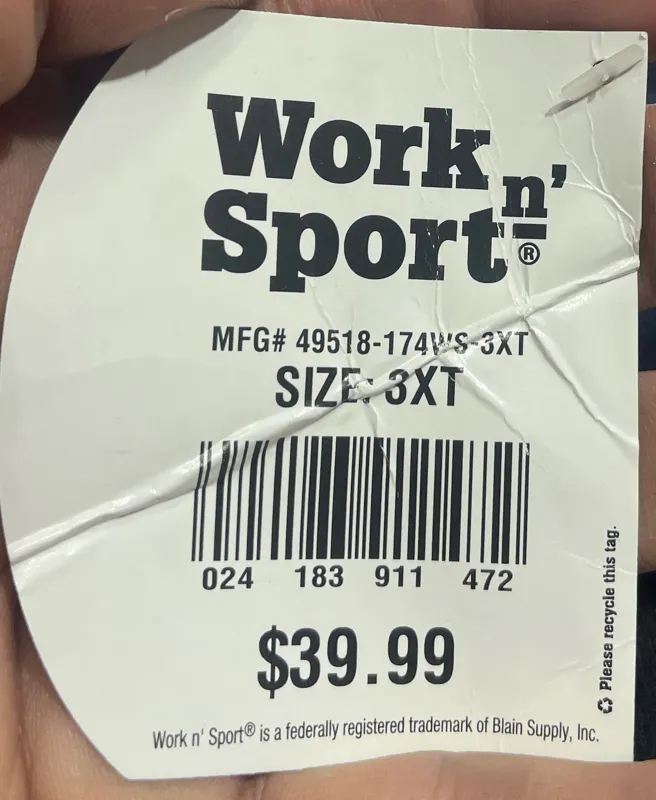 Work n'
Sport®
MFG# 49518-174WS-3XT
SIZE: 3XT
024 183 911 472
$39.99
Work n' Sport® is a federally registered trademark of Blain Supply, Inc.
Please recycle this tag.